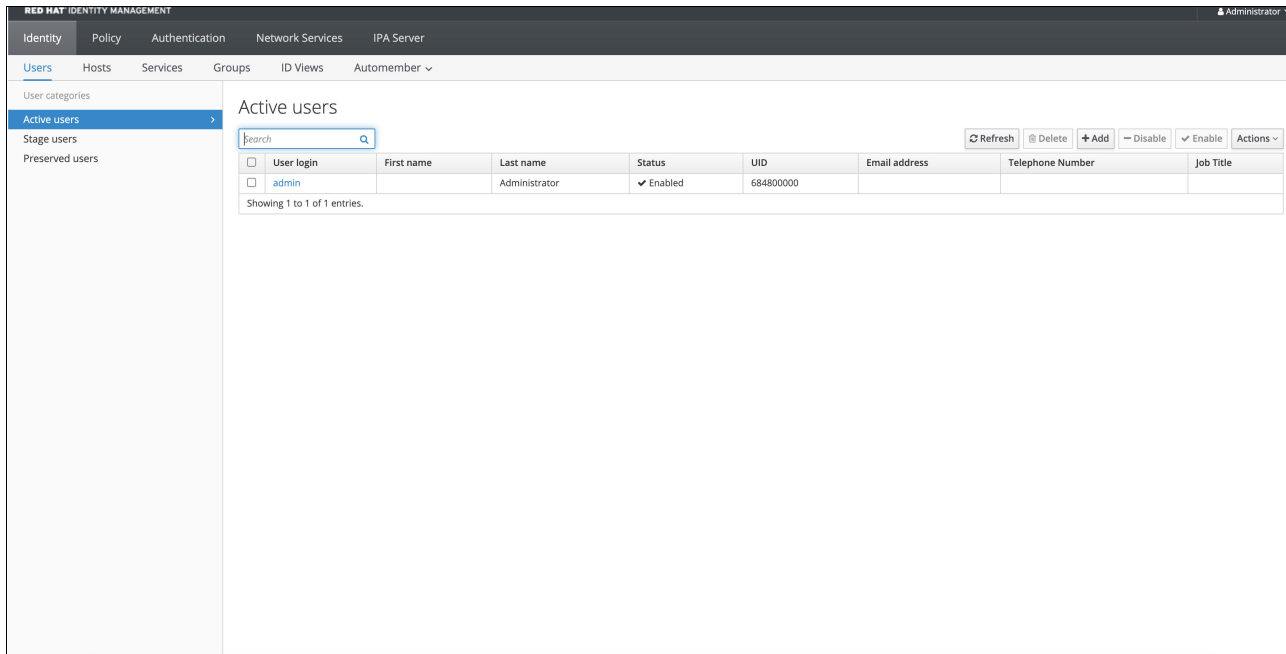 RED HAT IDENTITY MANAGEMENT Administrator
Identity Policy Authentication Network Services IPA Server
Users Hosts Services Groups ID Views Automember
User categories
Active users
Stage users
Preserved users
Active users
Search Refresh Delete Add Disable Enable Actions
User login First name Last name Status UID Email address Telephone Number Job Title
admin Administrator Enabled 684800000
Showing 1 to 1 of 1 entries.